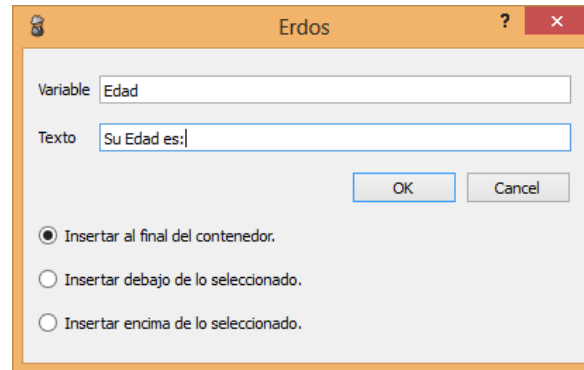 Erdos
?
Variable Edad
Texto Su Edad es:
OK Cancel
Insertar al final del contenedor.
Insertar debajo de lo seleccionado.
Insertar encima de lo seleccionado.